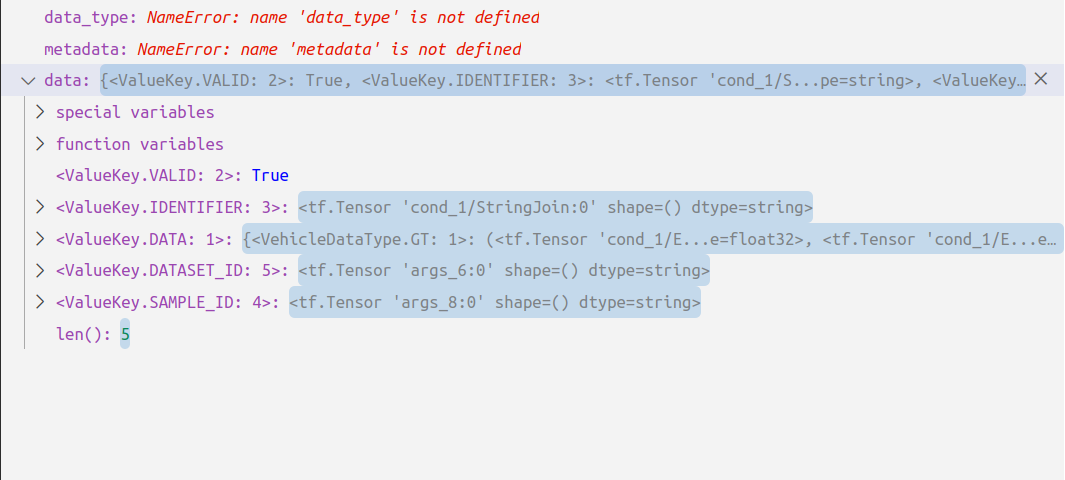 data_type: NameError: name 'data_type' is not defined
metadata: NameError: name 'metadata' is not defined
data: {<ValueKey.VALID: 2>: True, <ValueKey.IDENTIFIER: 3>: <tf.Tensor 'cond_1/S...pe=string>, <ValueKey…
special variables
function variables
<ValueKey.VALID: 2>: True
<ValueKey.IDENTIFIER: 3>: <tf.Tensor 'cond_1/StringJoin:0' shape=() dtype=string>
<ValueKey.DATA: 1>: {<VehicleDataType.GT: 1>: (<tf.Tensor 'cond_1/E...e=float32>, <tf.Tensor 'cond_1/E...e…
<ValueKey.DATASET_ID: 5>: <tf.Tensor 'args_6:0' shape=() dtype=string>
<ValueKey.SAMPLE_ID: 4>: <tf.Tensor 'args_8:0' shape=() dtype=string>
len(): 5